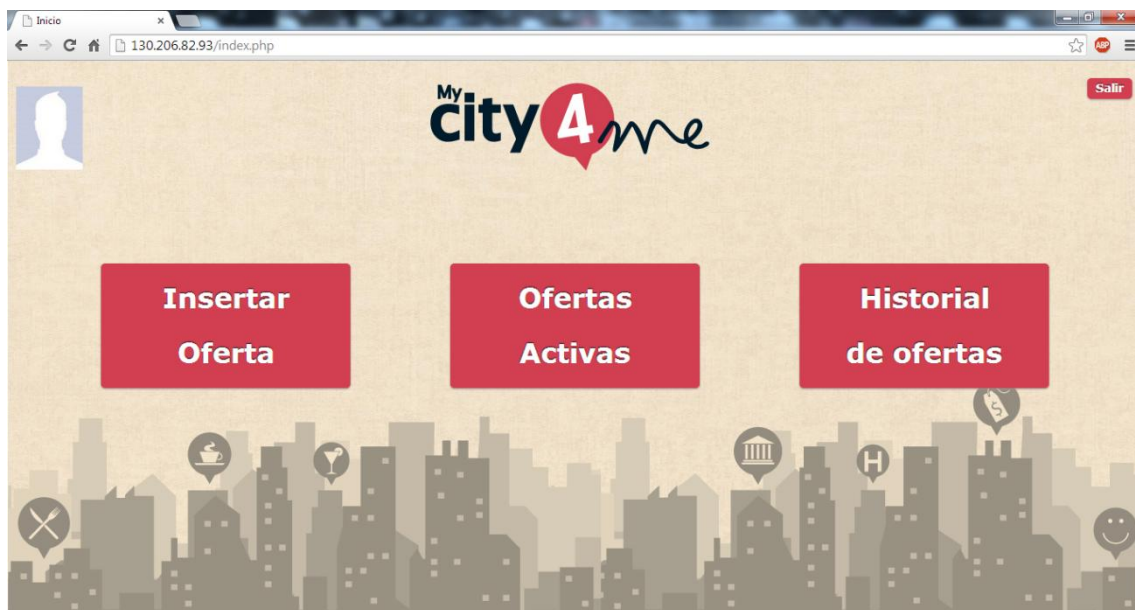 Inicio
130.206.82.93/index.php
ABP
My
city 4 me
Salir
Insertar
Oferta
Ofertas
Activas
Historial
de ofertas
$
H